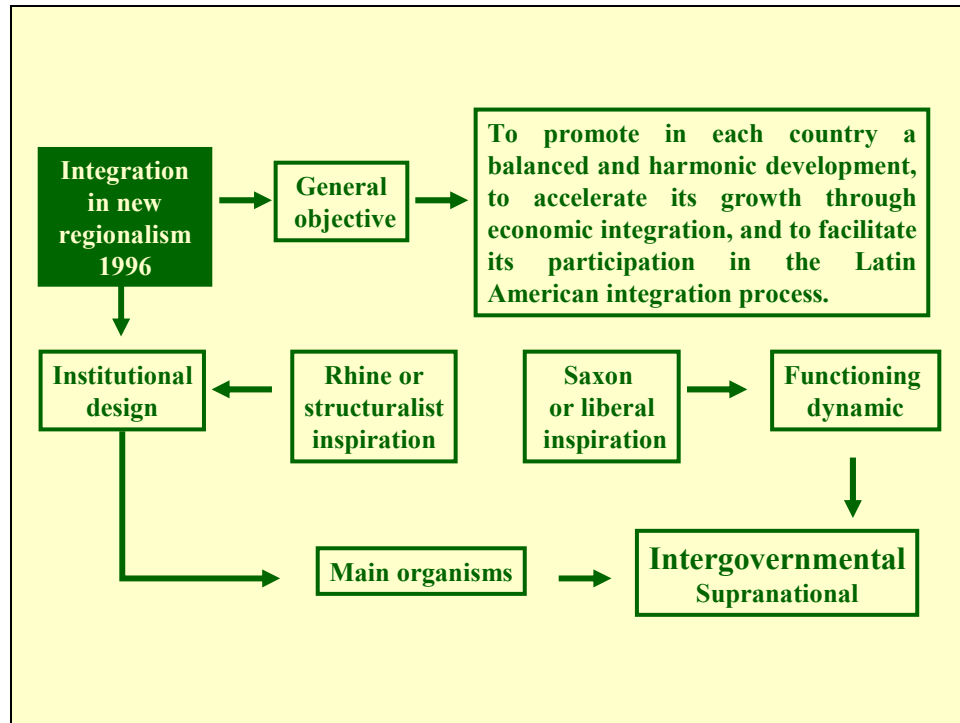 Integration
in new
regionalism
1996
General
objective
To promote in each country a
balanced and harmonic development,
to accelerate its growth through
economic integration, and to facilitate
its participation in the Latin
American integration process.
Institutional
design
Rhine or
structuralist
inspiration
Saxon
or liberal
inspiration
Functioning
dynamic
Main organisms
Intergovernmental
Supranational